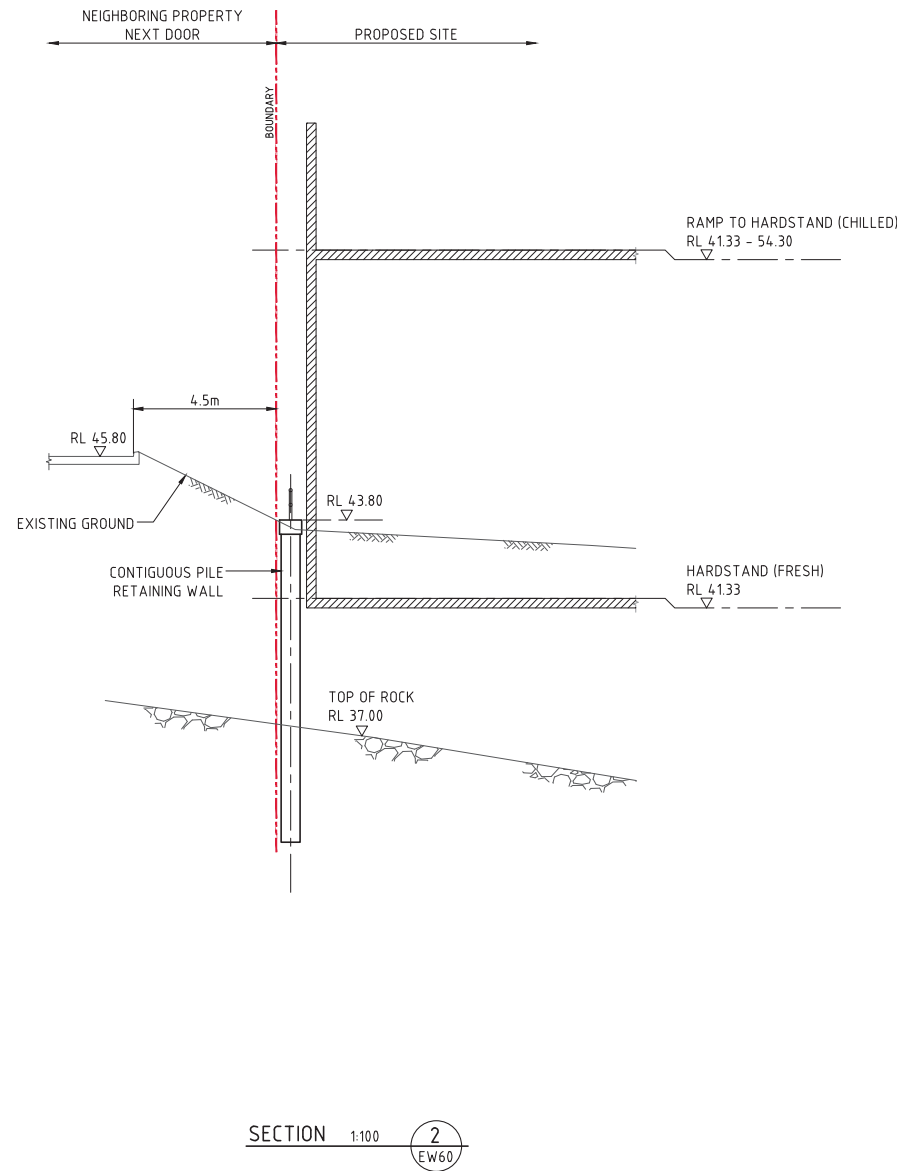 NEIGHBORING PROPERTY
NEXT DOOR
PROPOSED SITE
BOUNDARY
RAMP TO HARDSTAND (CHILLED)
RL 41.33 - 54.30
4.5m
RL 45.80
RL 43.80
EXISTING GROUND
CONTIGUOUS PILE
RETAINING WALL
HARDSTAND (FRESH)
RL 41.33
TOP OF ROCK
RL 37.00
SECTION 1:100
2
EW60